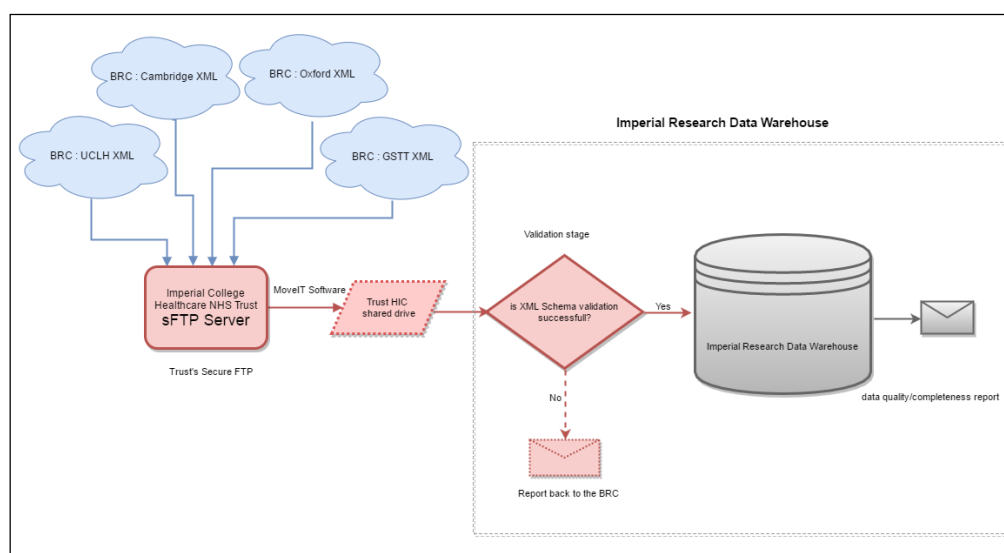 BRC : Cambridge XML
BRC : Oxford XML
BRC : UCLH XML
BRC : GSTT XML
Imperial Research Data Warehouse
Imperial College
Healthcare NHS Trust
sFTP Server
Trust's Secure FTP
MoveIT Software
Trust HIC
shared drive
Validation stage
is XML Schema validation
successfull?
Yes
No
Report back to the BRC
Imperial Research Data Warehouse
data quality/completeness report